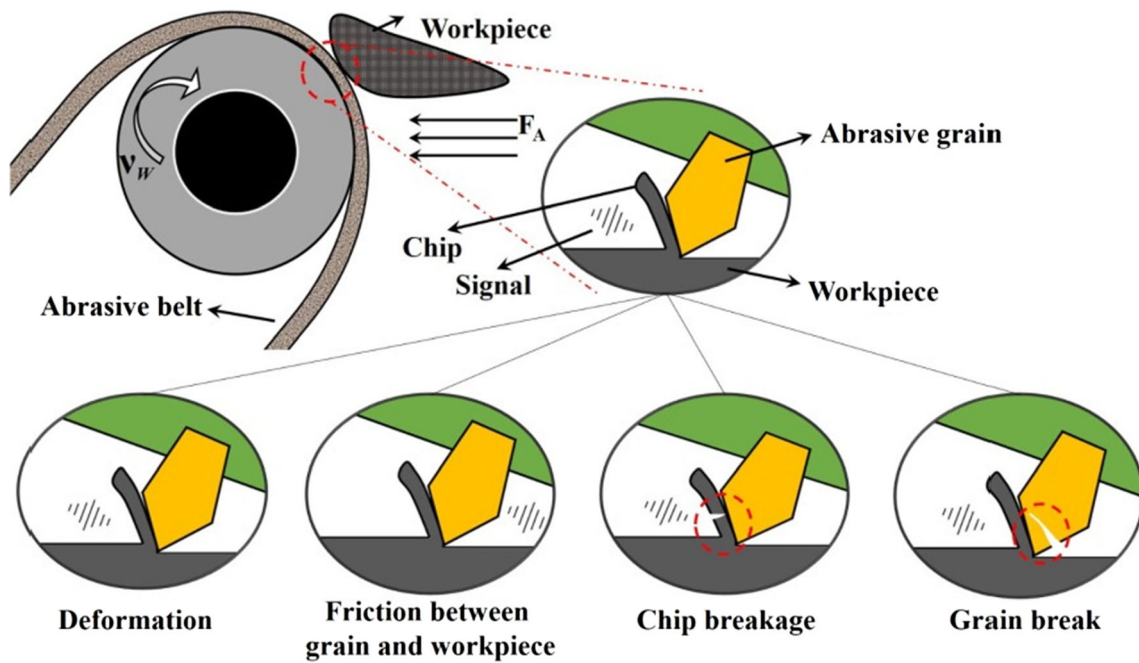 Workpiece
F_A
v_W
Abrasive grain
Chip
Signal
Workpiece
Abrasive belt
Deformation
Friction between
grain and workpiece
Chip breakage
Grain break